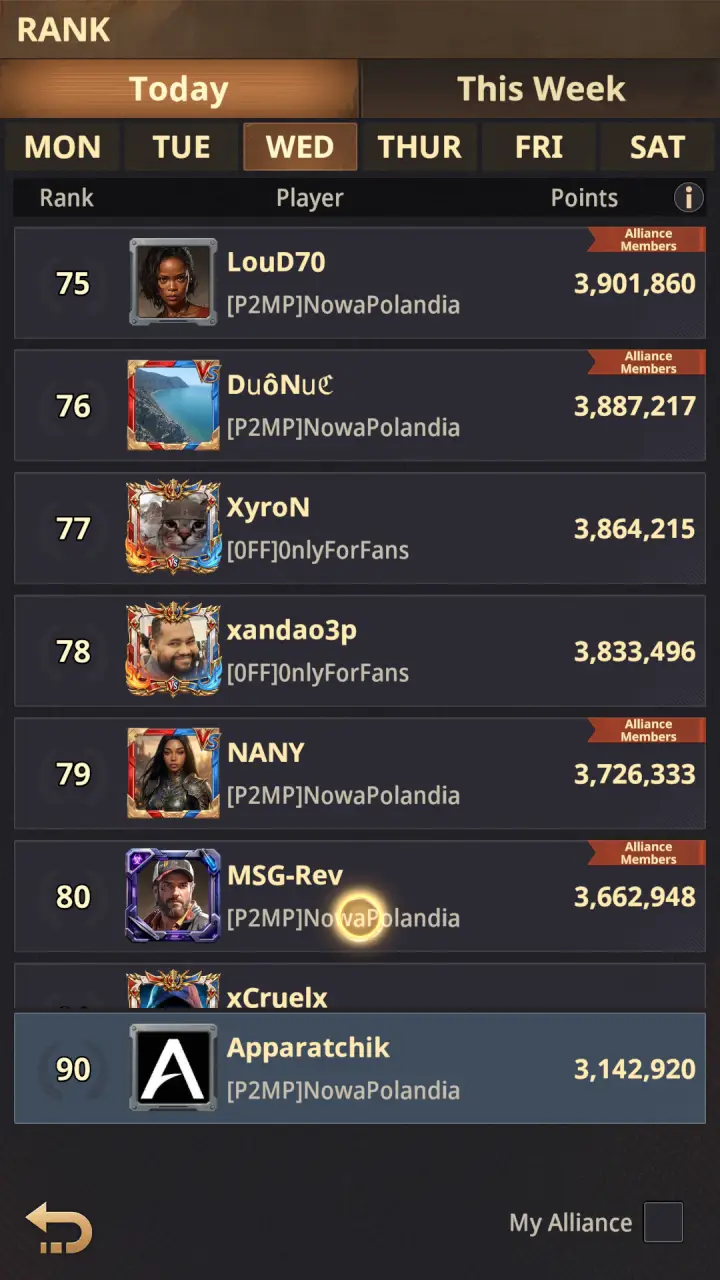 RANK
Today
This Week
MON
TUE
WED
THUR
FRI
SAT
Rank
Player
Points
75
LouD70
[P2MP]NowaPolandia
Alliance
Members
3,901,860
76
DuôNuℭ
[P2MP]NowaPolandia
Alliance
Members
3,887,217
77
XyroN
[0FF]0nlyForFans
3,864,215
78
xandao3p
[0FF]0nlyForFans
3,833,496
79
NANY
[P2MP]NowaPolandia
Alliance
Members
3,726,333
80
MSG-Rev
[P2MP]NowaPolandia
Alliance
Members
3,662,948
xCruelx
90
Apparatchik
[P2MP]NowaPolandia
3,142,920
My Alliance